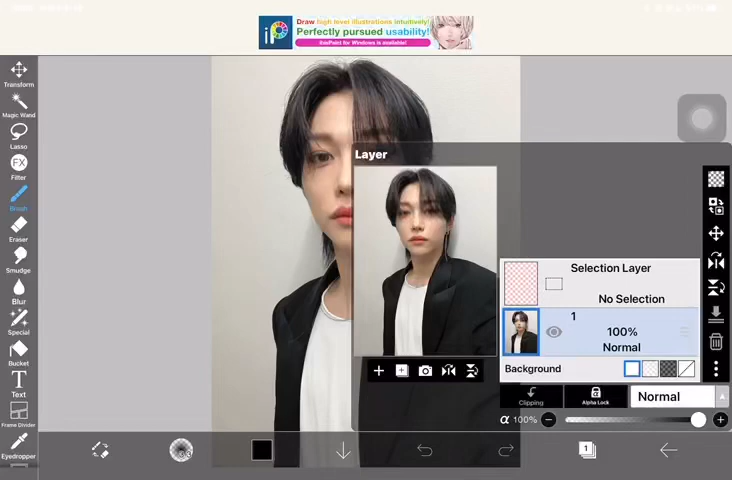 Draw high level illustrations intuitively!
Perfectly pursued usability!
ibisPaint for Windows is available!
Transform
Magic Wand
Lasso
FX
Filter
Brush
Eraser
Smudge
Blur
Special
Bucket
T
Text
Frame Divider
Eyedropper
Layer
Selection Layer
No Selection
1
100%
Normal
Background
Clipping
Alpha Lock
Normal
α 100%
1